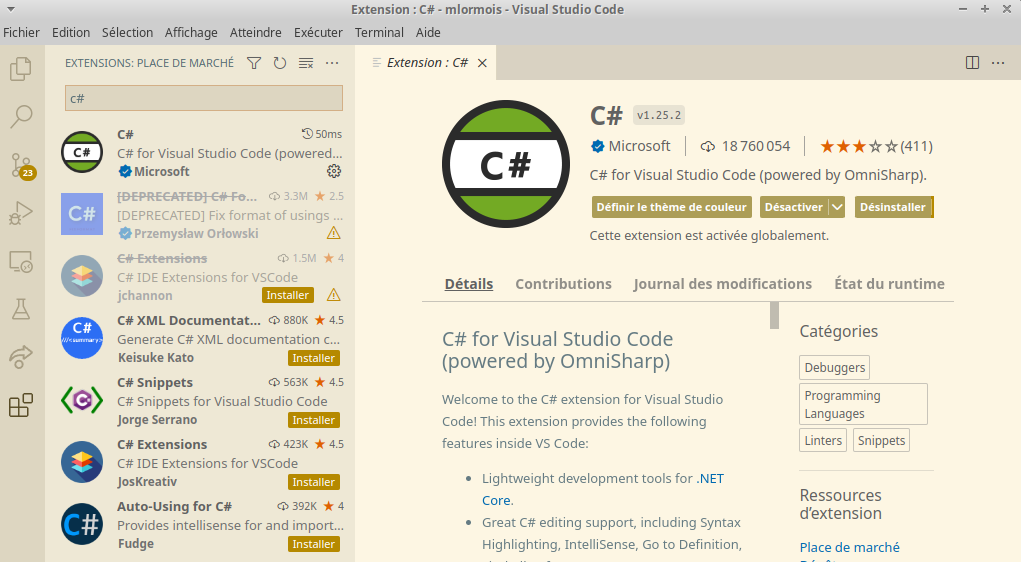 Extension : C# - mlormois - Visual Studio Code
Fichier Edition Sélection Affichage Atteindre Exécuter Terminal Aide
EXTENSIONS: PLACE DE MARCHÉ
c#
C# 50ms
C# for Visual Studio Code (powered...
Microsoft
[DEPRECATED] C# Fo... 3.3M ★ 2.5
[DEPRECATED] Fix format of usings ...
Przemysław Orłowski
C# Extensions 1.5M ★ 4
C# IDE Extensions for VSCode
jchannon Installer
C# XML Documentat... 880K ★ 4.5
Generate C# XML documentation c...
Keisuke Kato Installer
C# Snippets 563K ★ 4.5
C# Snippets for Visual Studio Code
Jorge Serrano Installer
C# Extensions 423K ★ 4.5
C# IDE Extensions for VSCode
JosKreativ Installer
Auto-Using for C# 392K ★ 4
Provides intellisense for and import...
Fudge Installer
23
C#
C#
C#
///<summary>
C
C#
Extension : C#
C#
C# v1.25.2
Microsoft 18 760 054 ★★★☆☆(411)
C# for Visual Studio Code (powered by OmniSharp).
Définir le thème de couleur Désactiver Désinstaller
Cette extension est activée globalement.
Détails Contributions Journal des modifications État du runtime
C# for Visual Studio Code
(powered by OmniSharp)
Welcome to the C# extension for Visual Studio
Code! This extension provides the following
features inside VS Code:
• Lightweight development tools for .NET
Core.
• Great C# editing support, including Syntax
Highlighting, IntelliSense, Go to Definition,
Catégories
Debuggers
Programming
Languages
Linters Snippets
Ressources
d’extension
Place de marché